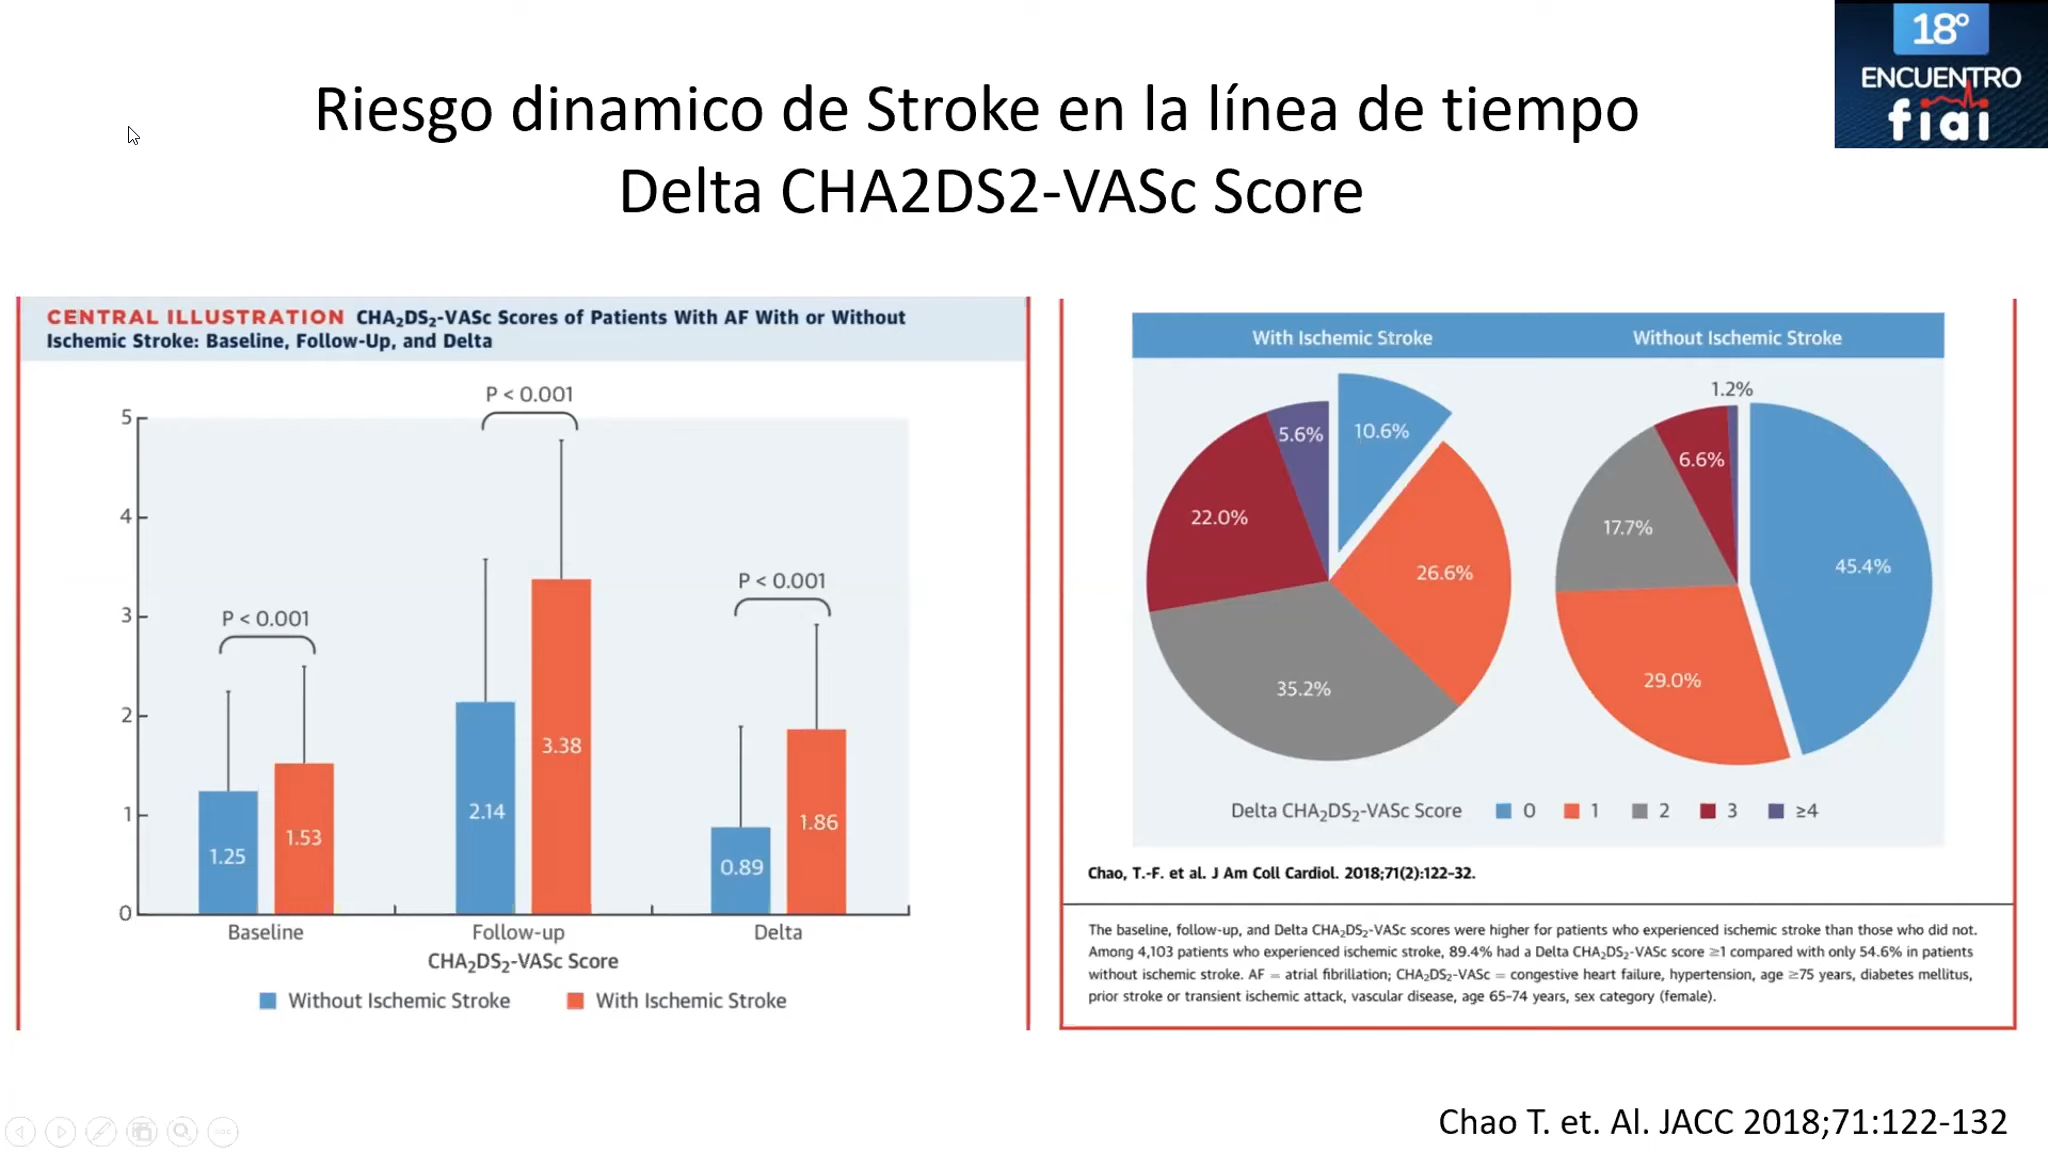 18º
ENCUENTRO
fiai
Riesgo dinamico de Stroke en la línea de tiempo
Delta CHA2DS2-VASc Score
CENTRAL ILLUSTRATION CHA₂DS₂-VASc Scores of Patients With AF With or Without
Ischemic Stroke: Baseline, Follow-Up, and Delta
P < 0.001
P < 0.001
P < 0.001
5
4
3
2
1
0
1.25
1.53
2.14
3.38
0.89
1.86
Baseline
Follow-up
Delta
CHA₂DS₂-VASc Score
Without Ischemic Stroke
With Ischemic Stroke
With Ischemic Stroke
Without Ischemic Stroke
5.6%
10.6%
22.0%
26.6%
35.2%
1.2%
6.6%
17.7%
45.4%
29.0%
Delta CHA₂DS₂-VASc Score 0 1 2 3 ≥4
Chao, T.-F. et al. J Am Coll Cardiol. 2018;71(2):122-32.
The baseline, follow-up, and Delta CHA₂DS₂-VASc scores were higher for patients who experienced ischemic stroke than those who did not.
Among 4,103 patients who experienced ischemic stroke, 89.4% had a Delta CHA₂DS₂-VASc score ≥1 compared with only 54.6% in patients
without ischemic stroke. AF = atrial fibrillation; CHA₂DS₂-VASc = congestive heart failure, hypertension, age ≥75 years, diabetes mellitus,
prior stroke or transient ischemic attack, vascular disease, age 65-74 years, sex category (female).
Chao T. et. Al. JACC 2018;71:122-132